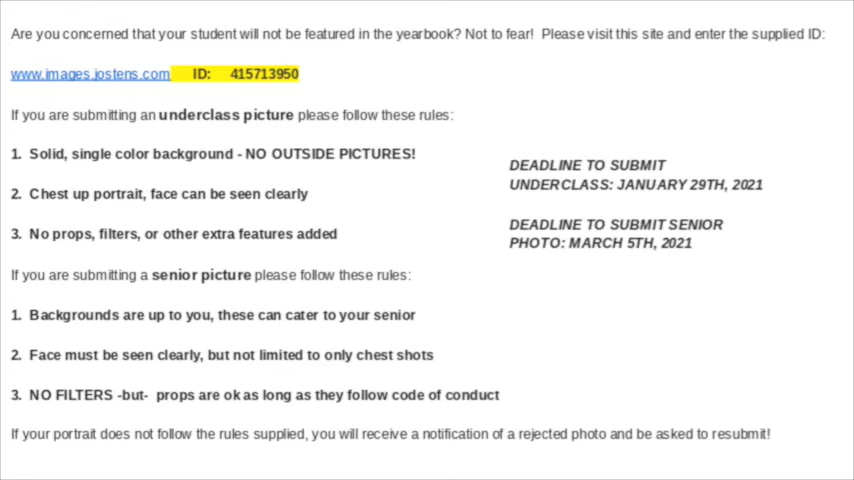 Are you concerned that your student will not be featured in the yearbook? Not to fear! Please visit this site and enter the supplied ID:
www.images.jostens.com ID: 415713950
If you are submitting an underclass picture please follow these rules:
1. Solid, single color background - NO OUTSIDE PICTURES!
2. Chest up portrait, face can be seen clearly
3. No props, filters, or other extra features added
DEADLINE TO SUBMIT
UNDERCLASS: JANUARY 29TH, 2021
DEADLINE TO SUBMIT SENIOR
PHOTO: MARCH 5TH, 2021
If you are submitting a senior picture please follow these rules:
1. Backgrounds are up to you, these can cater to your senior
2. Face must be seen clearly, but not limited to only chest shots
3. NO FILTERS -but- props are ok as long as they follow code of conduct
If your portrait does not follow the rules supplied, you will receive a notification of a rejected photo and be asked to resubmit!